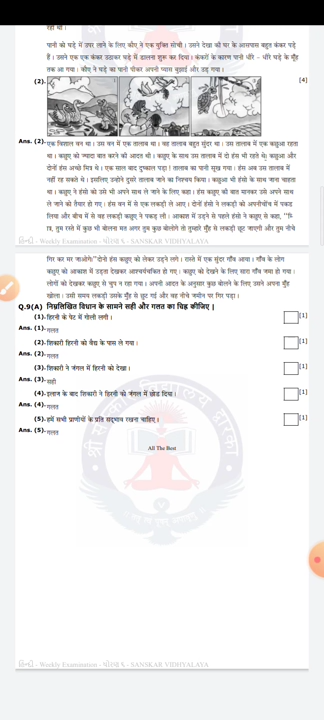 रहा था।
पानी को घड़े में उपर लाने के लिए कौए ने एक युक्ति सोची। उसने देखा की घर के आसपास बहुत कंकर पड़े
हैं। उसने एक एक कंकर उठाकर घड़े में डालना शुरू कर दिया। कंकरों के कारण पानी धीरे - धीरे घड़े के मुँह
तक आ गया। कौए ने घड़े का पानी पीकर अपनी प्यास बुझाई और उड़ गया।
(2). [4]
Ans. (2)- एक विशाल वन था। उस वन में एक तालाब था। वह तालाब बहुत सुंदर था। उस तालाब में एक कछुआ रहता
था। कछुए को ज्यादा बात करने की आदत थी। कछुए के साथ उस तालाब में दो हंस भी रहते थे। कछुआ और
दोनों हंस अच्छे मित्र थे। एक साल बाद दुष्काल पड़ा। तालाब का पानी सुख गया। हंस अब उस तालाब में
नहीं रह सकते थे। इसलिए उन्होने दुसरे तालाब जाने का निश्चय किया। कछुआ भी हंसो के साथ जाना चाहता
था। कछुए ने हंसो को उसे भी अपने साथ ले जाने के लिए कहा। हंस कछुए की बात मानकर उसे अपने साथ
ले जाने को तैयार हो गए। हंस वन में से एक लकड़ी ले आए। दोनों हंसो ने लकड़ी को अपनीचोंच में पकड
लिया और बीच में से वह लकड़ी कछुए ने पकड़ ली। आकाश में उड़ने से पहले हंसो ने कछुए से कहा, "मि
त्र, तुम रस्ते में कुछ भी बोलना मत अगर तुम कुछ बोलोगे तो तुम्हारे मुँह से लकड़ी छूट जाएगी और तुम नीचे
हिन्दी - Weekly Examination - ધોરણ ૬ - SANSKAR VIDHYALAYA
गिर कर मर जाओगे।"दोनो हंस कछुए को लेकर उड़ने लगे। रास्ते में एक सुंदर गाँव आया। गाँव के लोग
कछुए को आकाश में उड़ता देखकर आश्चर्यचकित हो गए। कछुए को देखने के लिए सारा गाँव जमा हो गया।
लोगों को देखकर कछुए से चुप न रहा गया। अपनी आदत के अनुसार कुछ बोलने के लिए उसने अपना मुँह
खोला। उसी समय लकड़ी उसके मुँह से छूट गई और वह नीचे जमीन पर गिर पड़ा।
Q.9(A) निम्नलिखित विधान के सामने सही और गलत का चिह्न कीजिए |
(1).हिरनी के पेट में गोली लगी। [1]
Ans. (1)-गलत
(2).शिकारी हिरनी को वैद्य के पास ले गया। [1]
Ans. (2)-गलत
(3).शिकारी ने जंगल में हिरनी को देखा। [1]
Ans. (3)-सही
(4).इलाज के बाद शिकारी ने हिरनी को जंगल में छोड दिया। [1]
Ans. (4)-गलत
(5).हमें सभी प्राणीयों के प्रति सद्भाव रखना चाहिए। [1]
Ans. (5)-गलत
All The Best
हिन्दी - Weekly Examination - ધોરણ ૬ - SANSKAR VIDHYALAYA